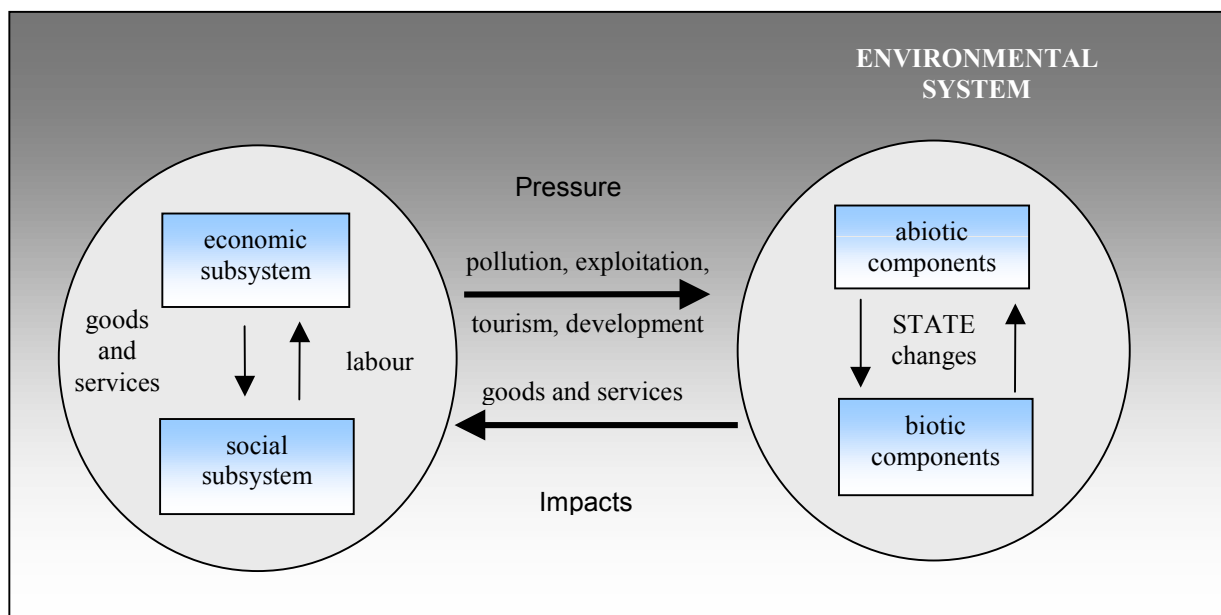 ENVIRONMENTAL
SYSTEM
Pressure
economic
subsystem
abiotic
components
pollution, exploitation,
tourism, development
goods
and
services
labour
STATE
changes
goods and services
social
subsystem
biotic
components
Impacts